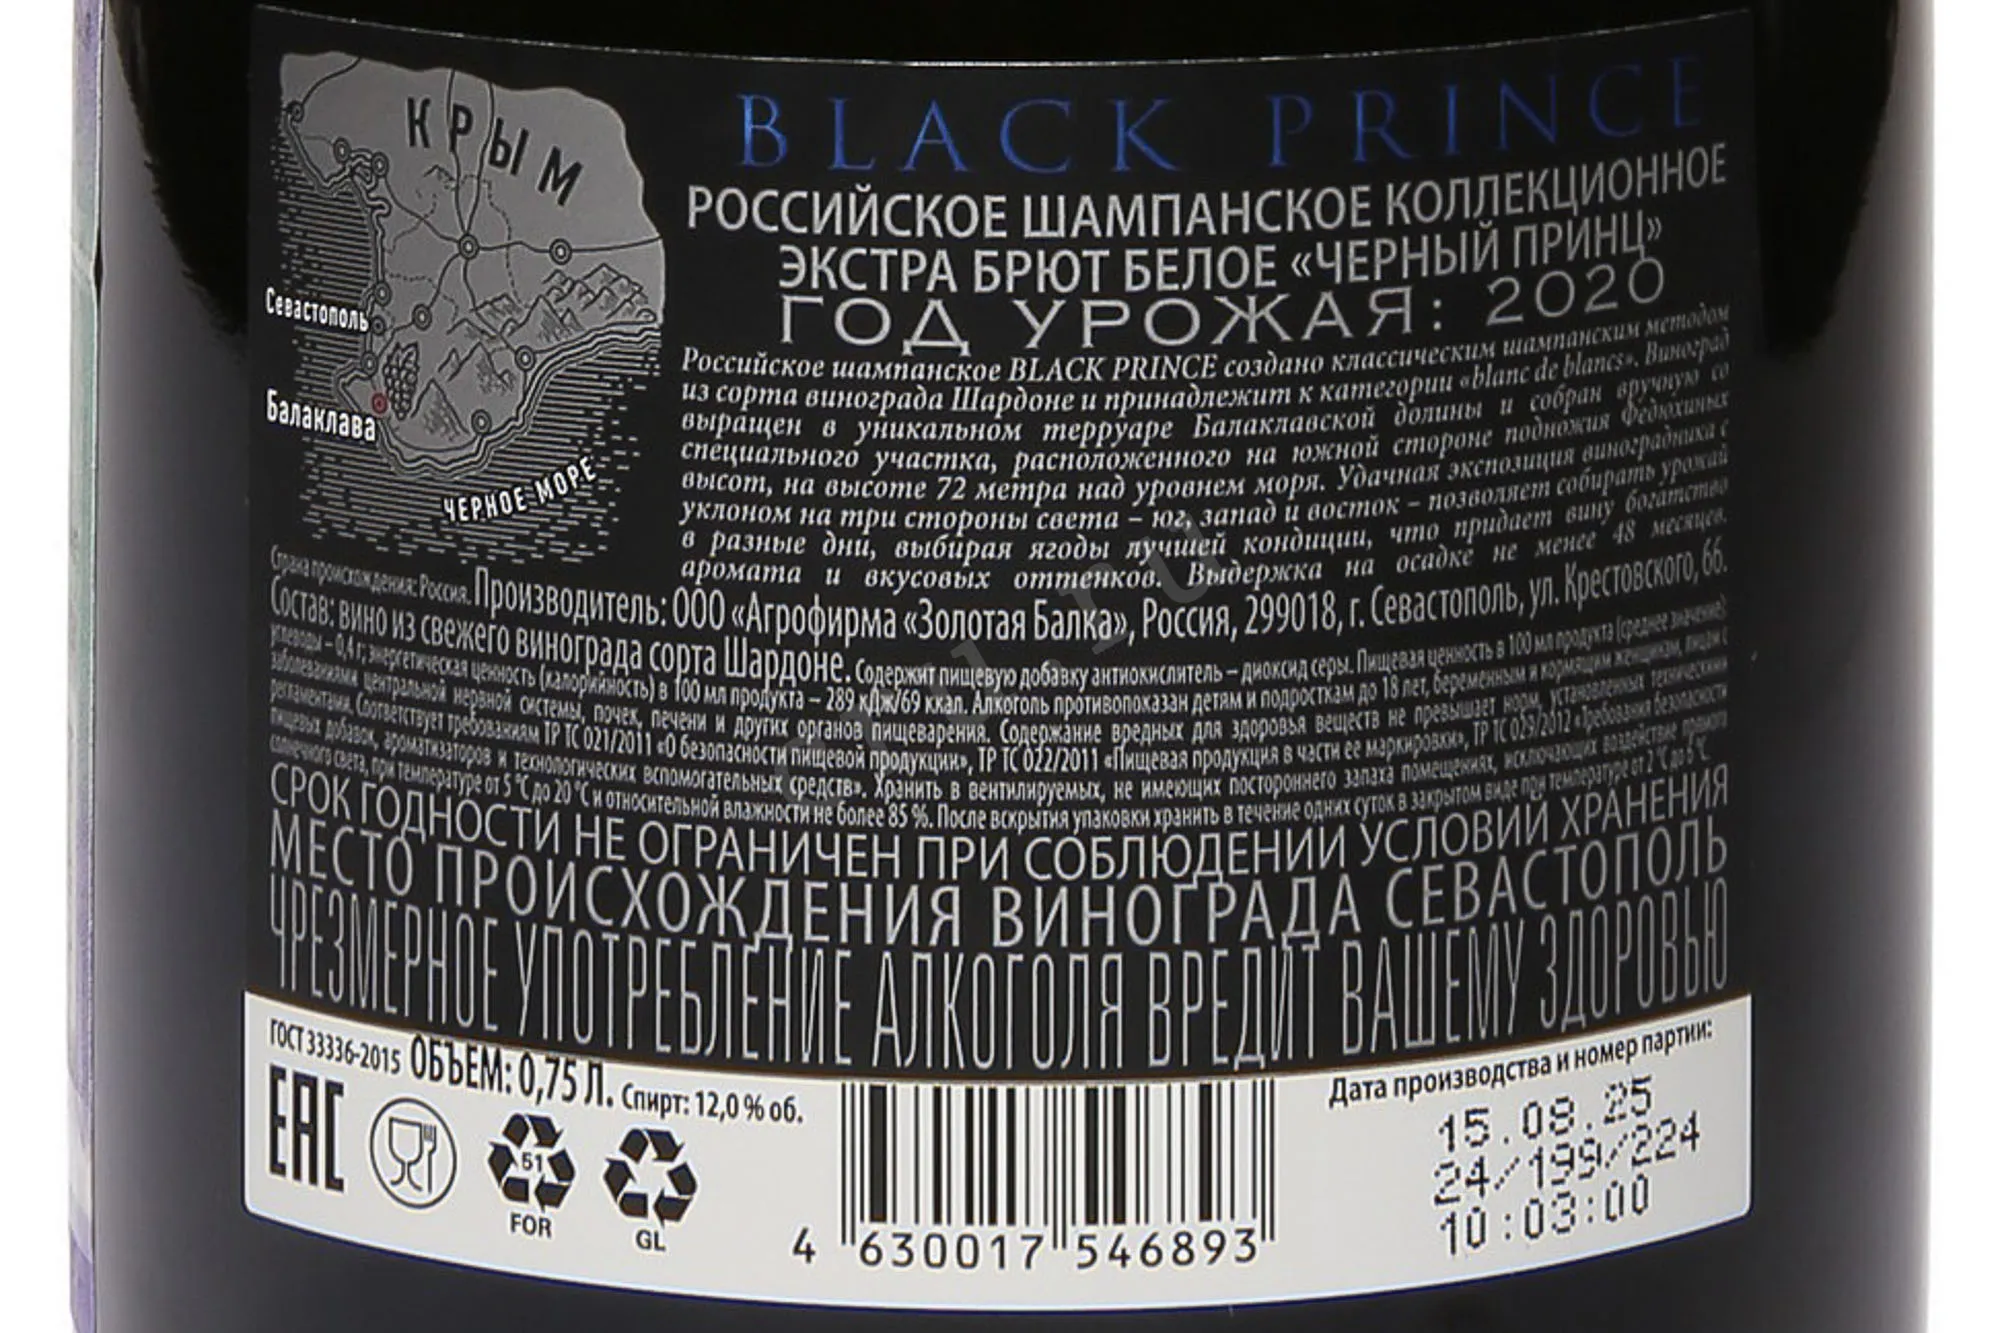 КРЫМ
Севастополь
Балаклава
ЧЕРНОЕ МОРЕ
BLACK PRINCE
РОССИЙСКОЕ ШАМПАНСКОЕ КОЛЛЕКЦИОННОЕ
ЭКСТРА БРЮТ БЕЛОЕ «ЧЕРНЫЙ ПРИНЦ»
ГОД УРОЖАЯ: 2020
Российское шампанское BLACK PRINCE создано классическим шампанским методом
из сорта винограда Шардоне и принадлежит к категории «blanc de blancs». Виноград
выращен в уникальном терруаре Балаклавской долины и собран вручную со
специального участка, расположенного на южной стороне подножия Федюхиных
высот, на высоте 72 метра над уровнем моря. Удачная экспозиция виноградника с
уклоном на три стороны света – юг, запад и восток – позволяет собирать урожай
в разные дни, выбирая ягоды лучшей кондиции, что придает вину богатство
аромата и вкусовых оттенков. Выдержка на осадке не менее 48 месяцев.
Страна происхождения: Россия. Производитель: ООО «Агрофирма «Золотая Балка», Россия, 299018, г. Севастополь, ул. Крестовского, 66.
Состав: вино из свежего винограда сорта Шардоне. Содержит пищевую добавку антиокислитель – диоксид серы. Пищевая ценность в 100 мл продукта (среднее значение):
углеводы – 0,4 г; энергетическая ценность (калорийность) в 100 мл продукта – 289 кДж/69 ккал. Алкоголь противопоказан детям и подросткам до 18 лет, беременным и кормящим женщинам, лицам с
заболеваниями центральной нервной системы, почек, печени и других органов пищеварения. Содержание вредных для здоровья веществ не превышает норм, установленных техническими
регламентами. Соответствует требованиям ТР ТС 021/2011 «О безопасности пищевой продукции», ТР ТС 022/2011 «Пищевая продукция в части ее маркировки», ТР ТС 029/2012 «Требования безопасности
пищевых добавок, ароматизаторов и технологических вспомогательных средств». Хранить в вентилируемых, не имеющих постороннего запаха помещениях, исключающих воздействие прямого
солнечного света, при температуре от 5 °С до 20 °С и относительной влажности не более 85 %. После вскрытия упаковки хранить в течение одних суток в закрытом виде при температуре от 2 °С до 6 °С
СРОК ГОДНОСТИ НЕ ОГРАНИЧЕН ПРИ СОБЛЮДЕНИИ УСЛОВИЙ ХРАНЕНИЯ
МЕСТО ПРОИСХОЖДЕНИЯ ВИНОГРАДА СЕВАСТОПОЛЬ
ЧРЕЗМЕРНОЕ УПОТРЕБЛЕНИЕ АЛКОГОЛЯ ВРЕДИТ ВАШЕМУ ЗДОРОВЬЮ
ГОСТ 33336-2015 ОБЪЕМ: 0,75 Л. Спирт: 12,0 % об.
EAC
51
FOR
GL
4 630017 546893
Дата производства и номер партии:
15.08.25
24/199/224
10:03:00